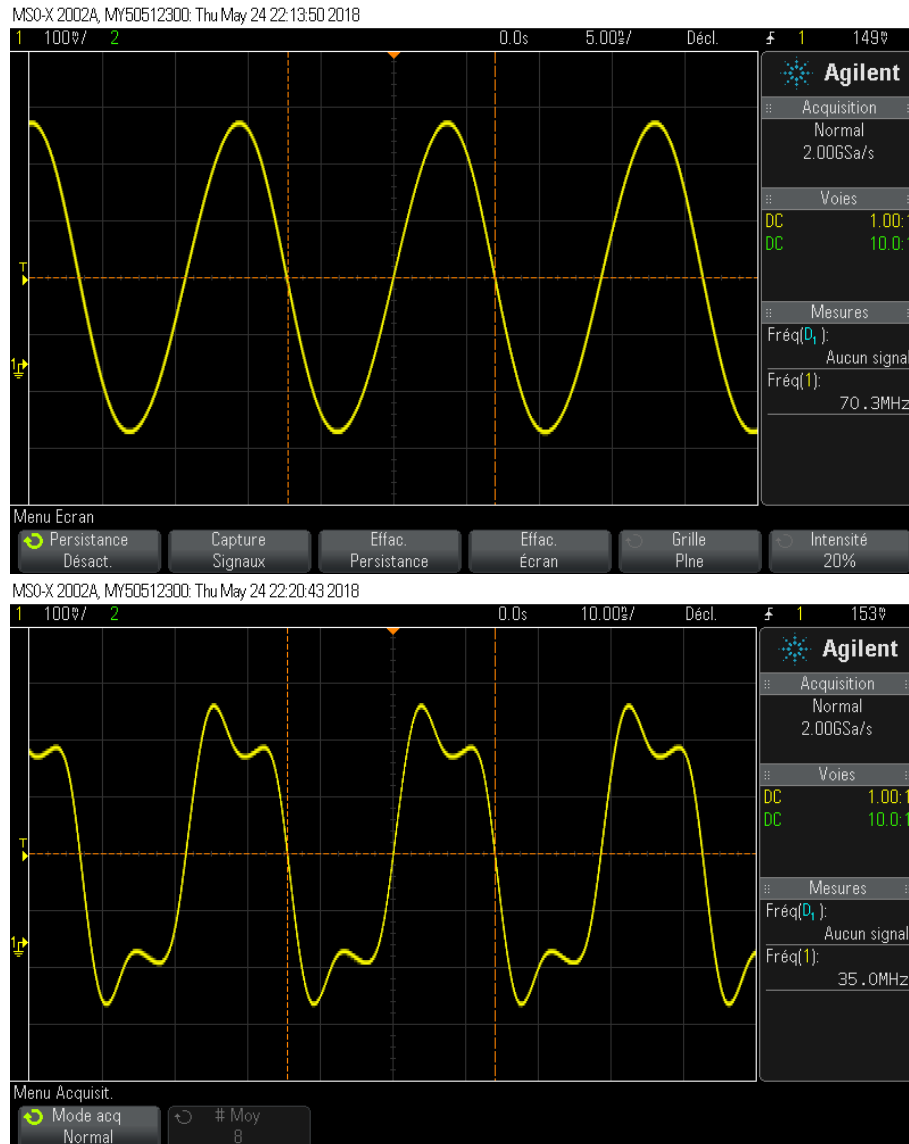 MSO-X 2002A, MY50512300: Thu May 24 22:13:50 2018
1 100mV/ 2 0.0s 5.00ns/ Décl. 1 149mV
Agilent
Acquisition
Normal
2.00GSa/s
Voies
DC 1.00:1
DC 10.0:1
Mesures
Fréq(D1):
Aucun signal
Fréq(1):
70.3MHz
T
1
Menu Ecran
Persistance Capture Effac. Effac. Grille Intensité
Désact. Signaux Persistance Écran Plne 20%
MSO-X 2002A, MY50512300: Thu May 24 22:20:43 2018
1 100mV/ 2 0.0s 10.00ns/ Décl. 1 153mV
Agilent
Acquisition
Normal
2.00GSa/s
Voies
DC 1.00:1
DC 10.0:1
Mesures
Fréq(D1):
Aucun signal
Fréq(1):
35.0MHz
T
1
Menu Acquisit.
Mode acq # Moy
Normal 8